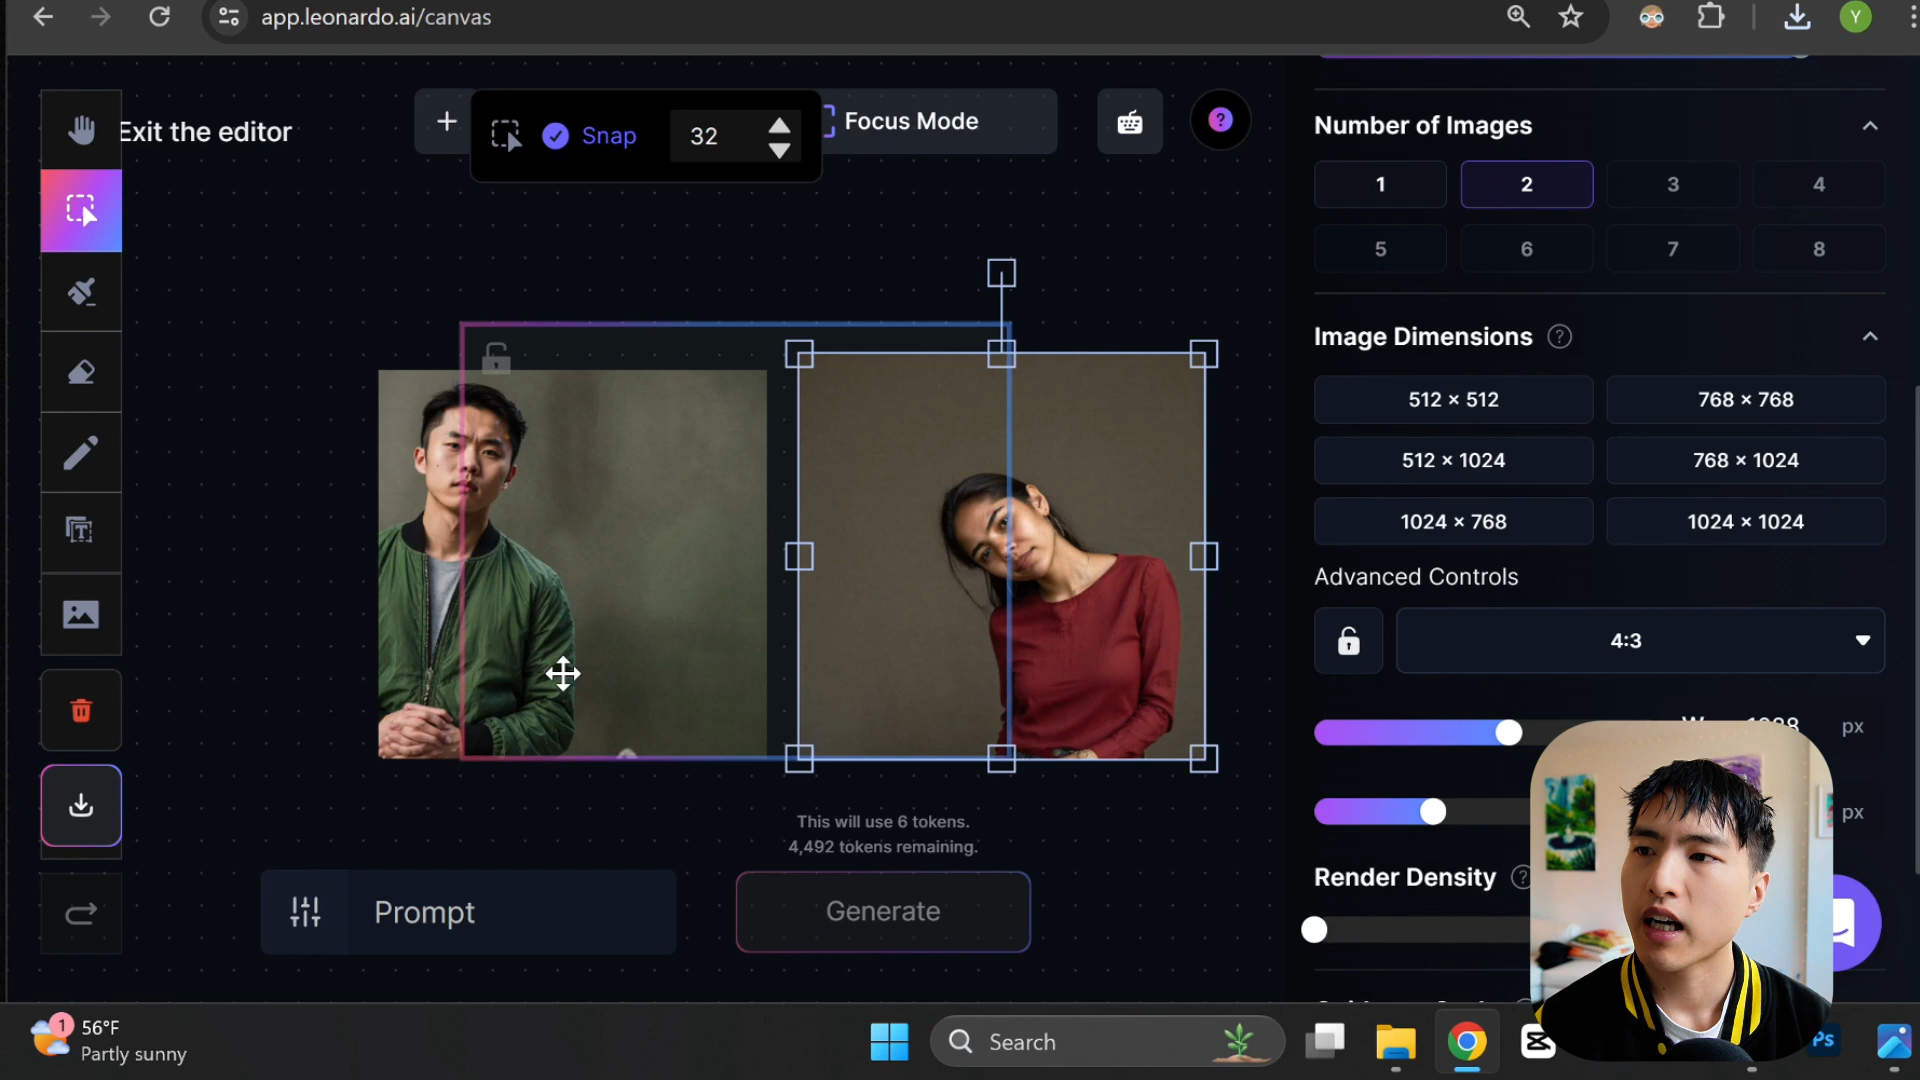 app.leonardo.ai/canvas
Y
Exit the editor
Snap
32
Focus Mode
?
Number of Images
1
2
3
4
5
6
7
8
Image Dimensions ?
512 × 512
768 × 768
512 × 1024
768 × 1024
1024 × 768
1024 × 1024
Advanced Controls
4:3
px
px
Render Density ?
This will use 6 tokens.
4,492 tokens remaining.
Prompt
Generate
T
1
56°F
Partly sunny
Search
Ps